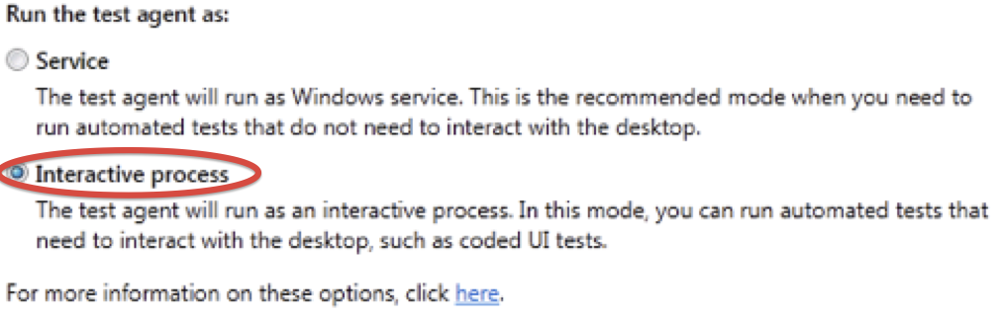 Run the test agent as:
Service
The test agent will run as Windows service. This is the recommended mode when you need to
run automated tests that do not need to interact with the desktop.
Interactive process
The test agent will run as an interactive process. In this mode, you can run automated tests that
need to interact with the desktop, such as coded UI tests.
For more information on these options, click here.